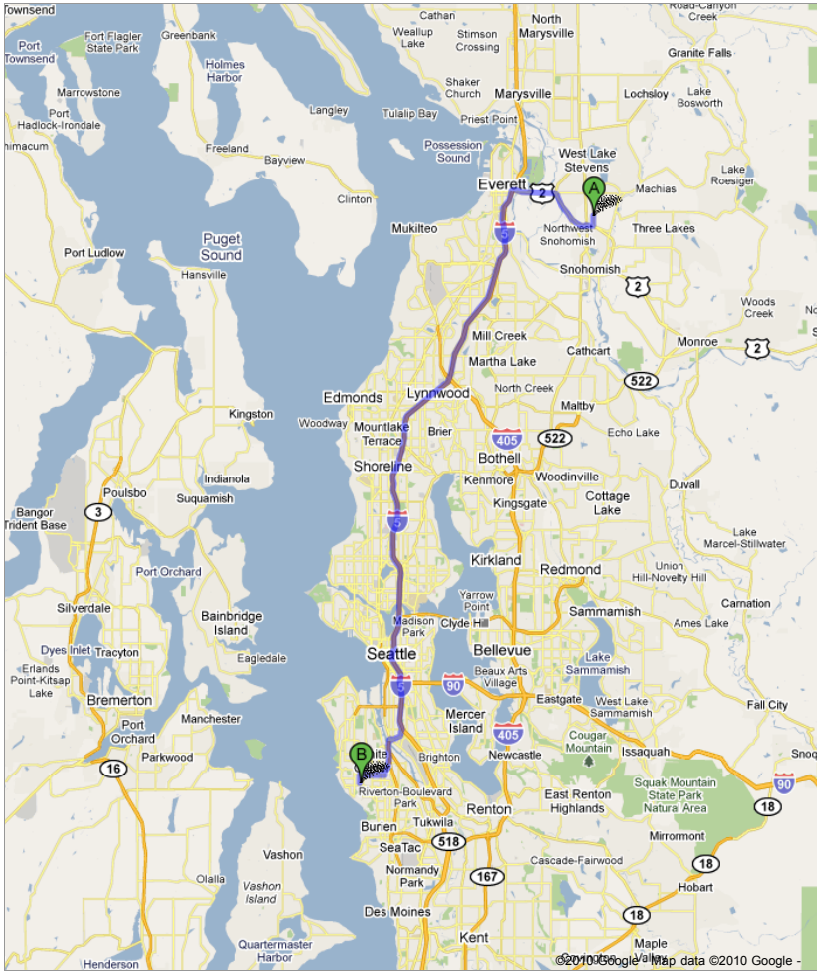 Townsend
Cathan
North
Marysville
Road-Canyon
Creek
Fort Flagler
State Park
Greenbank
Weallup
Lake
Stimson
Crossing
Port
Townsend
Holmes
Harbor
Granite Falls
Marrowstone
Shaker
Church
Marysville
Lochsloy
Lake
Bosworth
Port
Hadlock-Irondale
Langley
Tulalip Bay
Priest Point
himacum
Freeland
Bayview
Possession
Sound
West Lake
Stevens
Lake
Roesiger
Clinton
Everett
2
A
Machias
Mukilteo
5
Northwest
Snohomish
Three Lakes
Puget
Sound
Port Ludlow
Hansville
Snohomish
2
Woods
Creek
Mill Creek
Monroe
2
Martha Lake
Cathcart
522
Edmonds
Lynnwood
North Creek
Maltby
Kingston
Woodway
Mountlake
Terrace
Brier
405
522
Echo Lake
Shoreline
Bothell
Indianola
Kenmore
Woodinville
Duvall
Poulsbo
Suquamish
Kingsgate
Cottage
Lake
Bangor
Trident Base
3
5
Lake
Marcel-Stillwater
Port Orchard
Kirkland
Redmond
Union
Hill-Novelty Hill
Silverdale
Bainbridge
Island
Yarrow
Point
Sammamish
Carnation
Madison
Park
Clyde Hill
Ames Lake
Dyes Inlet
Tracyton
Eagledale
Seattle
Bellevue
Lake
Sammamish
Erlands
Point-Kitsap
Lake
Beaux Arts
Village
5
90
Bremerton
Eastgate
West Lake
Sammamish
Fall City
Port
Orchard
Manchester
Mercer
Island
405
Cougar
Mountain
Issaquah
Parkwood
B
Brighton
Newcastle
16
Riverton-Boulevard
Park
East Renton
Highlands
Squak Mountain
State Park
Natura Area
90
18
Renton
Burien
Tukwila
Mirrormont
SeaTac
518
Vashon
Normandy
Park
167
Cascade-Fairwood
18
Olalla
Vashon
Island
Hobart
Des Moines
18
Quartermaster
Harbor
Kent
Maple
Valley
Henderson
Covington
©2010 Google - Map data ©2010 Google -